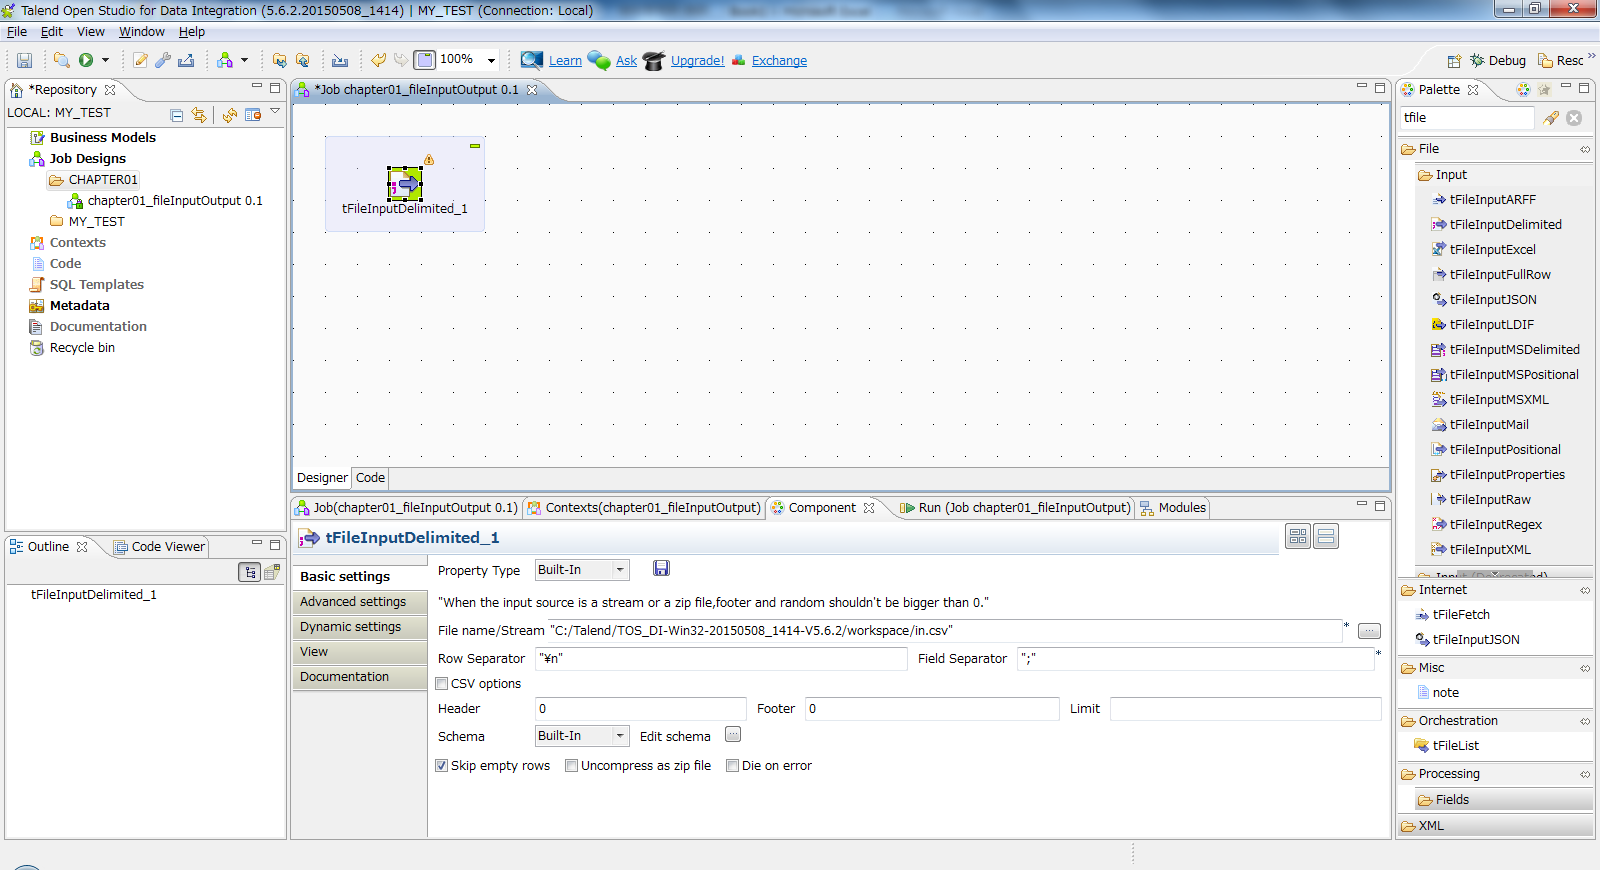 Talend Open Studio for Data Integration (5.6.2.20150508_1414) | MY_TEST (Connection: Local)
File Edit View Window Help
100% Learn Ask Upgrade! Exchange Debug Resc »
*Repository
LOCAL: MY_TEST
Business Models
Job Designs
CHAPTER01
chapter01_fileInputOutput 0.1
MY_TEST
Contexts
Code
SQL Templates
Metadata
Documentation
Recycle bin
Outline Code Viewer
tFileInputDelimited_1
*Job chapter01_fileInputOutput 0.1
tFileInputDelimited_1
Designer Code
Job(chapter01_fileInputOutput 0.1) Contexts(chapter01_fileInputOutput) Component Run (Job chapter01_fileInputOutput) Modules
tFileInputDelimited_1
Basic settings
Advanced settings
Dynamic settings
View
Documentation
Property Type Built-In
"When the input source is a stream or a zip file,footer and random shouldn't be bigger than 0."
File name/Stream "C:/Talend/TOS_DI-Win32-20150508_1414-V5.6.2/workspace/in.csv" * ...
Row Separator "¥n" Field Separator ";" *
CSV options
Header 0 Footer 0 Limit
Schema Built-In Edit schema ...
Skip empty rows Uncompress as zip file Die on error
Palette
tfile
File
Input
tFileInputARFF
tFileInputDelimited
tFileInputExcel
tFileInputFullRow
tFileInputJSON
tFileInputLDIF
tFileInputMSDelimited
tFileInputMSPositional
tFileInputMSXML
tFileInputMail
tFileInputPositional
tFileInputProperties
tFileInputRaw
tFileInputRegex
tFileInputXML
Internet
tFileFetch
tFileInputJSON
Misc
note
Orchestration
tFileList
Processing
Fields
XML